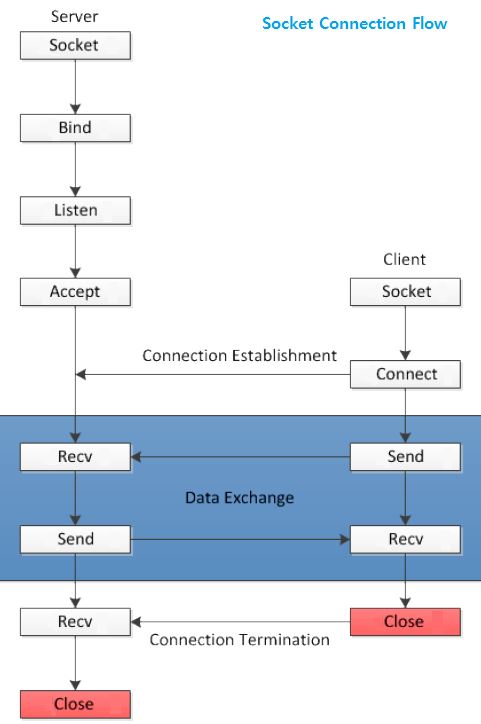 Server
Socket Connection Flow
Socket
Bind
Listen
Client
Accept
Socket
Connection Establishment
Connect
Recv
Send
Data Exchange
Send
Recv
Recv
Close
Connection Termination
Close